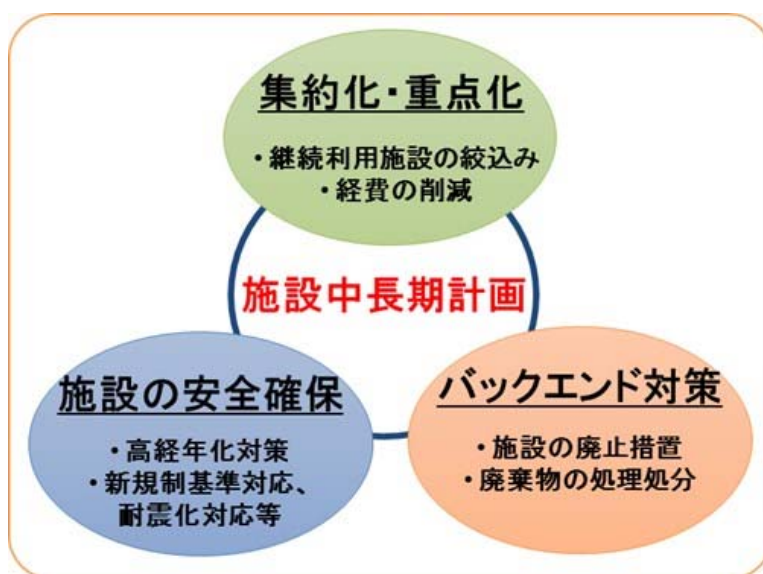 集約化・重点化
・継続利用施設の絞込み
・経費の削減
施設中長期計画
施設の安全確保
・高経年化対策
・新規制基準対応、
耐震化対応等
バックエンド対策
・施設の廃止措置
・廃棄物の処理処分